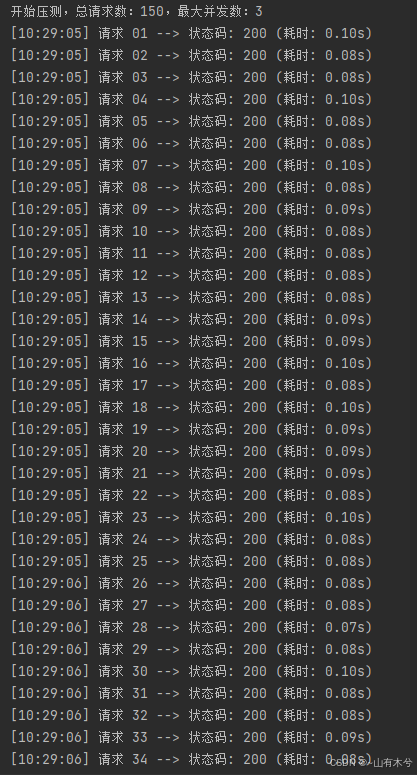 开始压测，总请求数：150，最大并发数：3
[10:29:05] 请求 01 --> 状态码: 200 (耗时: 0.10s)
[10:29:05] 请求 02 --> 状态码: 200 (耗时: 0.08s)
[10:29:05] 请求 03 --> 状态码: 200 (耗时: 0.08s)
[10:29:05] 请求 04 --> 状态码: 200 (耗时: 0.10s)
[10:29:05] 请求 05 --> 状态码: 200 (耗时: 0.08s)
[10:29:05] 请求 06 --> 状态码: 200 (耗时: 0.08s)
[10:29:05] 请求 07 --> 状态码: 200 (耗时: 0.10s)
[10:29:05] 请求 08 --> 状态码: 200 (耗时: 0.08s)
[10:29:05] 请求 09 --> 状态码: 200 (耗时: 0.09s)
[10:29:05] 请求 10 --> 状态码: 200 (耗时: 0.08s)
[10:29:05] 请求 11 --> 状态码: 200 (耗时: 0.08s)
[10:29:05] 请求 12 --> 状态码: 200 (耗时: 0.08s)
[10:29:05] 请求 13 --> 状态码: 200 (耗时: 0.08s)
[10:29:05] 请求 14 --> 状态码: 200 (耗时: 0.09s)
[10:29:05] 请求 15 --> 状态码: 200 (耗时: 0.09s)
[10:29:05] 请求 16 --> 状态码: 200 (耗时: 0.10s)
[10:29:05] 请求 17 --> 状态码: 200 (耗时: 0.08s)
[10:29:05] 请求 18 --> 状态码: 200 (耗时: 0.10s)
[10:29:05] 请求 19 --> 状态码: 200 (耗时: 0.09s)
[10:29:05] 请求 20 --> 状态码: 200 (耗时: 0.09s)
[10:29:05] 请求 21 --> 状态码: 200 (耗时: 0.09s)
[10:29:05] 请求 22 --> 状态码: 200 (耗时: 0.08s)
[10:29:05] 请求 23 --> 状态码: 200 (耗时: 0.10s)
[10:29:05] 请求 24 --> 状态码: 200 (耗时: 0.08s)
[10:29:05] 请求 25 --> 状态码: 200 (耗时: 0.08s)
[10:29:06] 请求 26 --> 状态码: 200 (耗时: 0.08s)
[10:29:06] 请求 27 --> 状态码: 200 (耗时: 0.08s)
[10:29:06] 请求 28 --> 状态码: 200 (耗时: 0.07s)
[10:29:06] 请求 29 --> 状态码: 200 (耗时: 0.08s)
[10:29:06] 请求 30 --> 状态码: 200 (耗时: 0.10s)
[10:29:06] 请求 31 --> 状态码: 200 (耗时: 0.08s)
[10:29:06] 请求 32 --> 状态码: 200 (耗时: 0.08s)
[10:29:06] 请求 33 --> 状态码: 200 (耗时: 0.09s)
[10:29:06] 请求 34 --> 状态码: 200 (耗时: 0.08s)
CSDN @-山有木兮